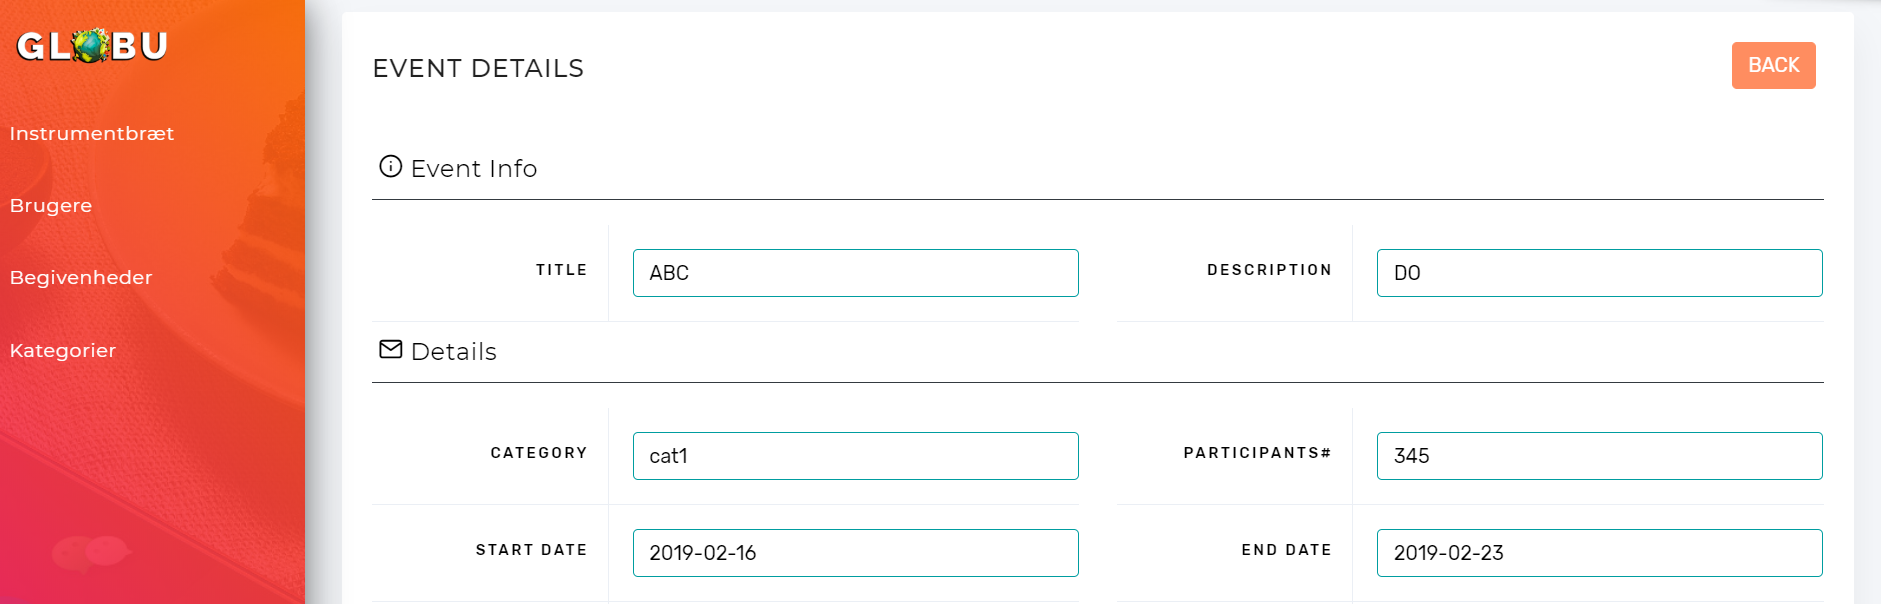 GLOBU
Instrumentbræt
Brugere
Begivenheder
Kategorier
EVENT DETAILS
BACK
Event Info
TITLE
ABC
DESCRIPTION
DO
Details
CATEGORY
cat1
PARTICIPANTS#
345
START DATE
2019-02-16
END DATE
2019-02-23